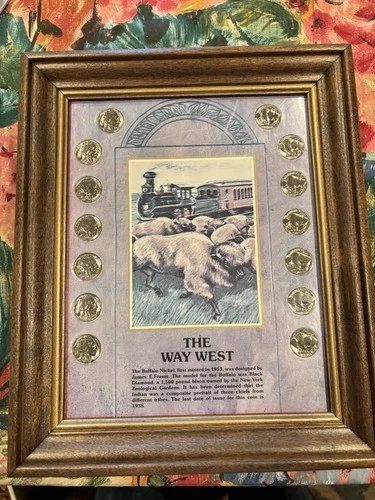 THE
WAY WEST
The Buffalo Nickel, first minted in 1913, was designed by
James E.Fraser. The model for the Buffalo was Black
Diamond, a 1,500 pound bison owned by the New York
Zoological Gardens. It has been determined that the
Indian was a composite portrait of three chiefs from
different tribes. The last date of issue for this coin is
1938.